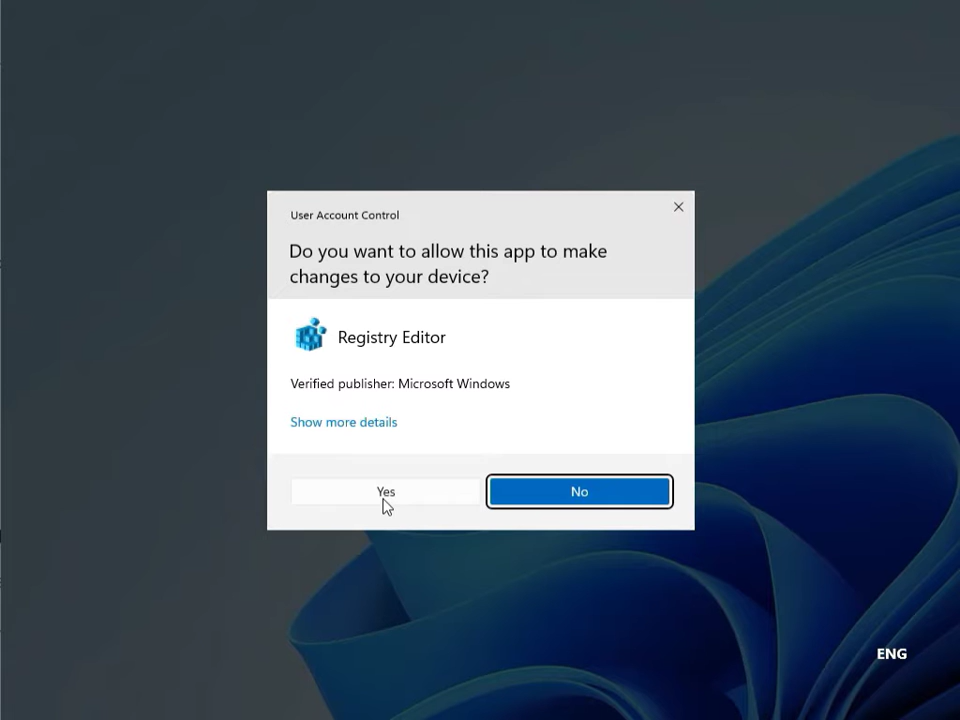 User Account Control
Do you want to allow this app to make
changes to your device?
Registry Editor
Verified publisher: Microsoft Windows
Show more details
Yes
No
ENG